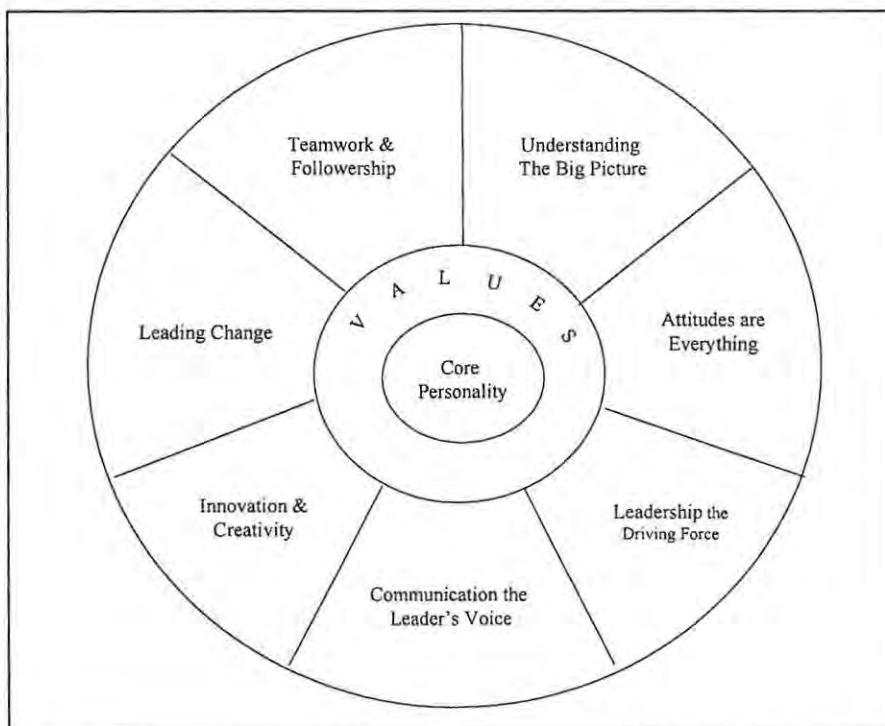 Teamwork &
Followership
Understanding
The Big Picture
VALUES
Leading Change
Attitudes are
Everything
Core
Personality
Innovation &
Creativity
Leadership the
Driving Force
Communication the
Leader's Voice